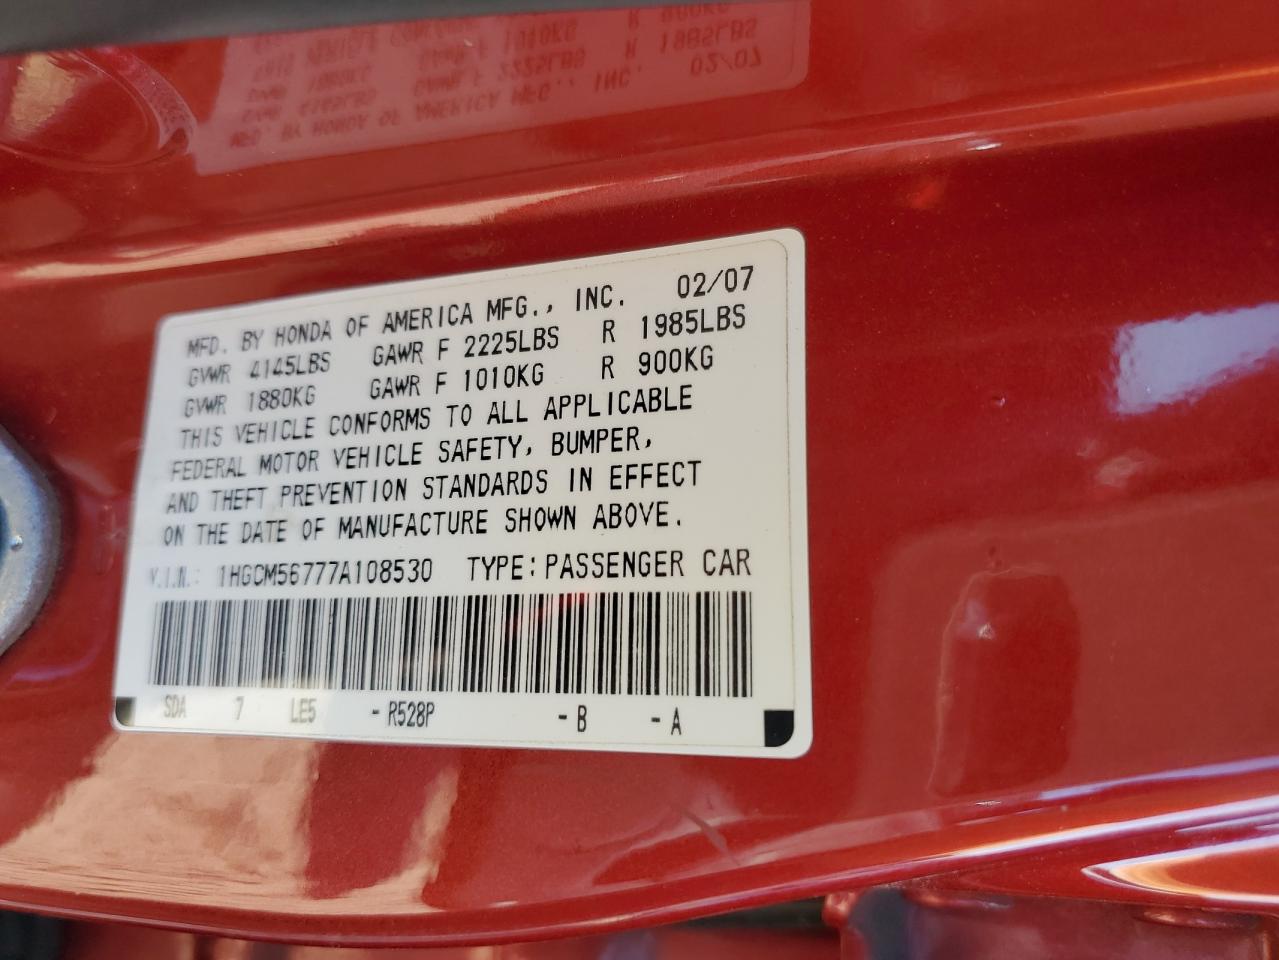 MFD. BY HONDA OF AMERICA MFG., INC. 02/07
GVWR 4145LBS GAWR F 2225LBS R 1985LBS
GVWR 1880KG GAWR F 1010KG R 900KG
THIS VEHICLE CONFORMS TO ALL APPLICABLE
FEDERAL MOTOR VEHICLE SAFETY, BUMPER,
AND THEFT PREVENTION STANDARDS IN EFFECT
ON THE DATE OF MANUFACTURE SHOWN ABOVE.
V.I.N.: 1HGCM56777A108530 TYPE: PASSENGER CAR
SDA 7 LE5 -R528P -B -A